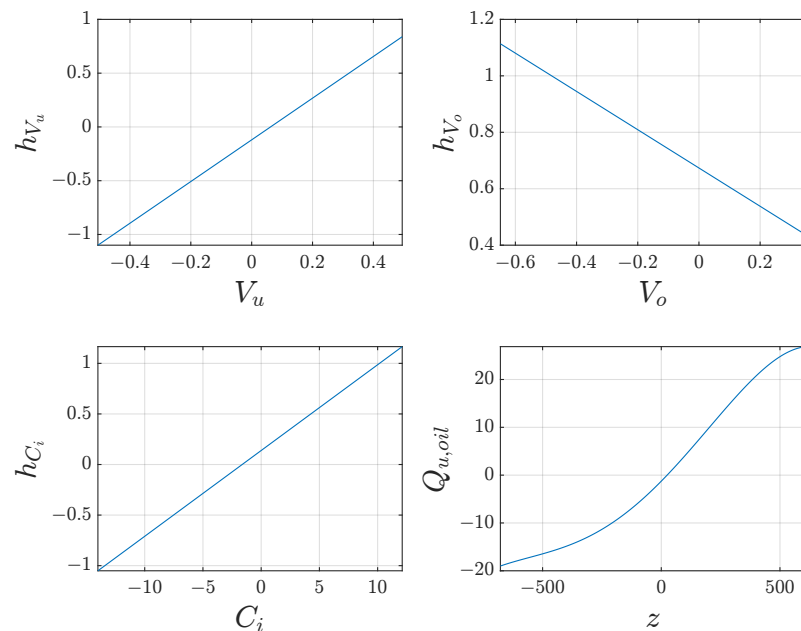 1
0.5
0
−0.5
−1
h_{V_u}
−0.4 −0.2 0 0.2 0.4
V_u
1.2
1
0.8
0.6
0.4
h_{V_o}
−0.6 −0.4 −0.2 0 0.2
V_o
1
0.5
0
−0.5
−1
h_{C_i}
−10 −5 0 5 10
C_i
20
10
0
−10
−20
Q_{u,oil}
−500 0 500
z